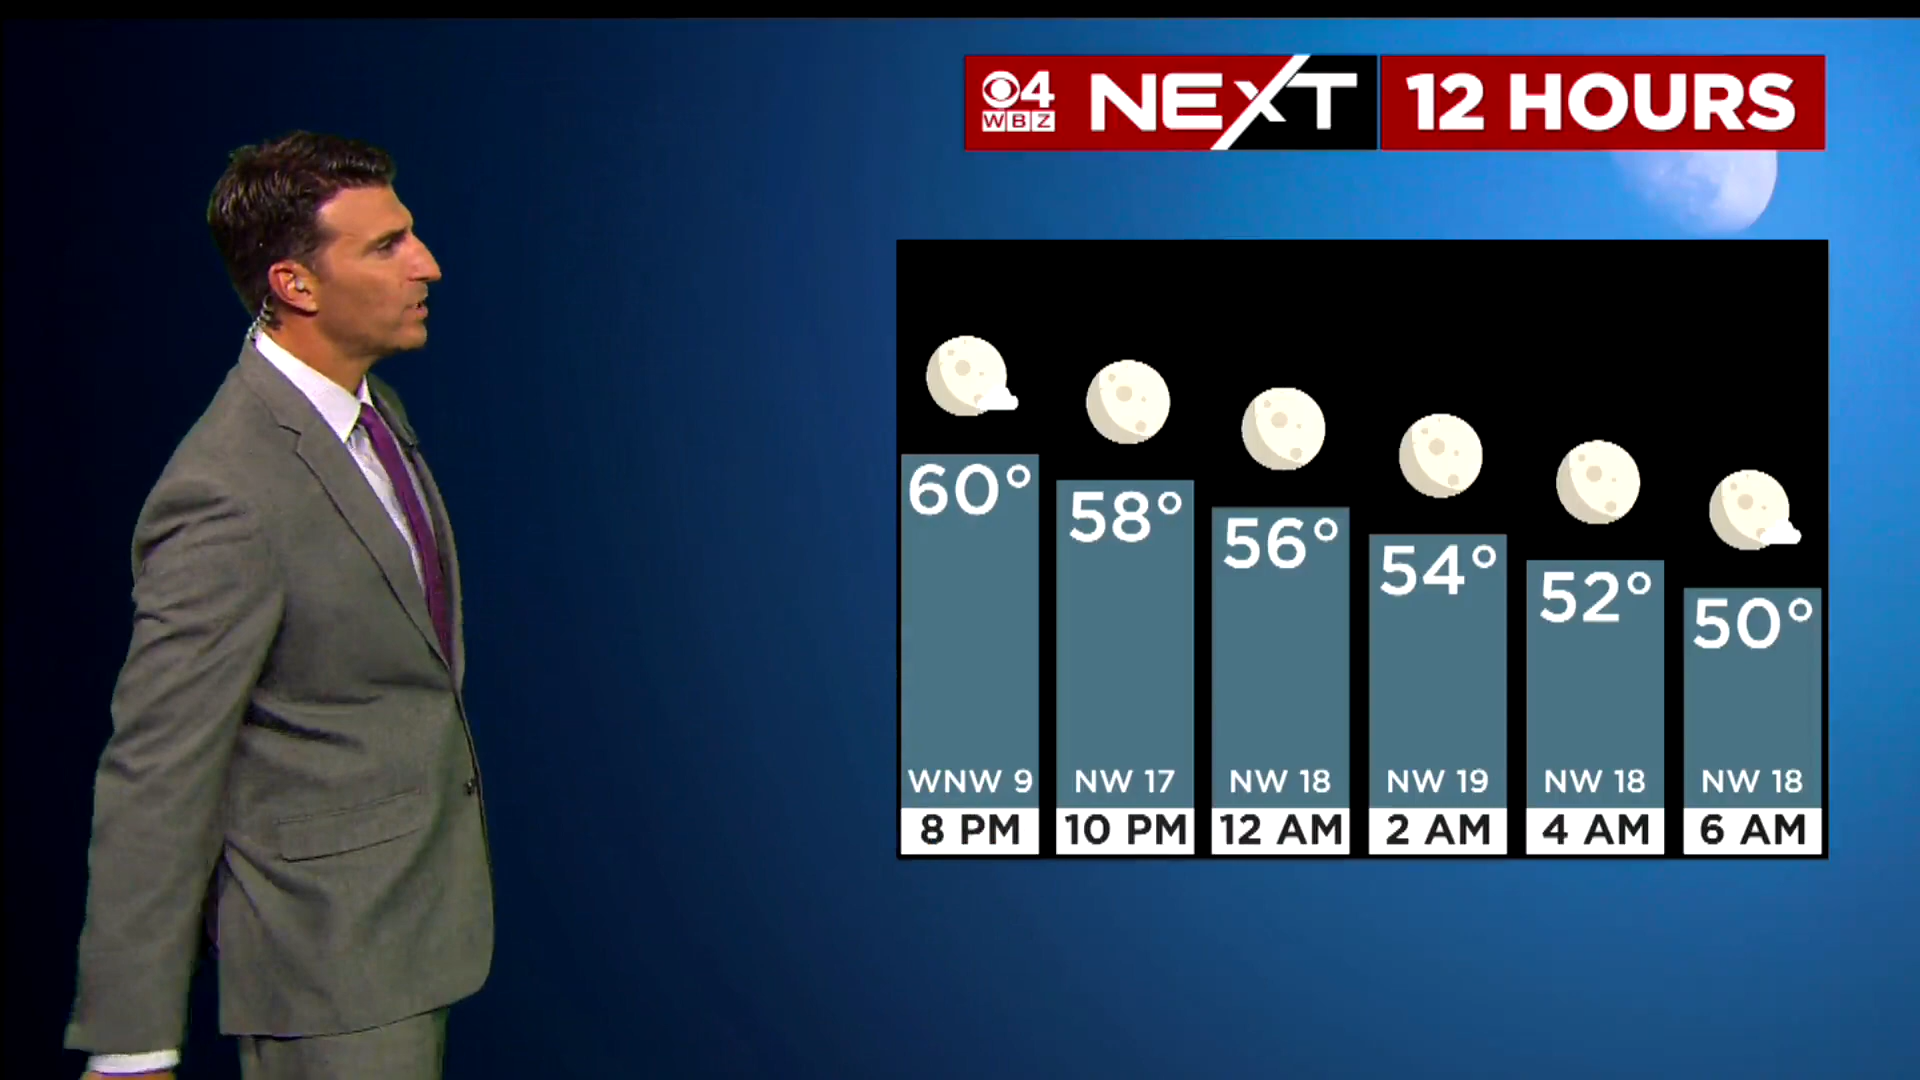 4 NEXT 12 HOURS
WBZ
60° 58° 56° 54° 52° 50°
WNW 9 NW 17 NW 18 NW 19 NW 18 NW 18
8 PM 10 PM 12 AM 2 AM 4 AM 6 AM